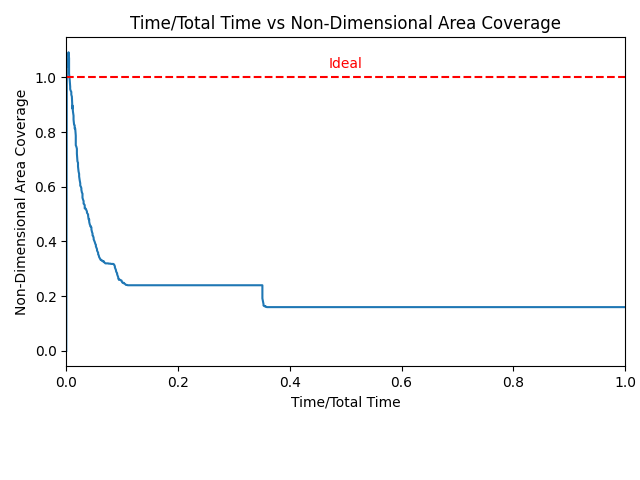 Time/Total Time vs Non-Dimensional Area Coverage
Ideal
Non-Dimensional Area Coverage
1.0
0.8
0.6
0.4
0.2
0.0
0.0 0.2 0.4 0.6 0.8 1.0
Time/Total Time